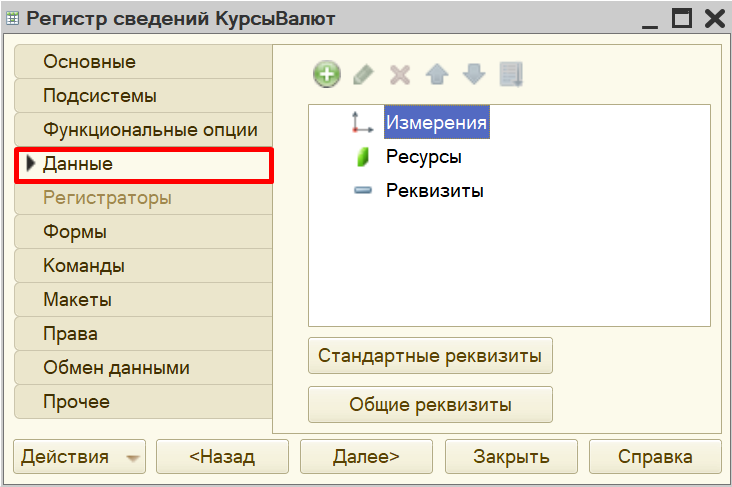 Регистр сведений КурсыВалют
Основные
Подсистемы
Функциональные опции
Данные
Регистраторы
Формы
Команды
Макеты
Права
Обмен данными
Прочее
Измерения
Ресурсы
Реквизиты
Стандартные реквизиты
Общие реквизиты
Действия
<Назад
Далее>
Закрыть
Справка